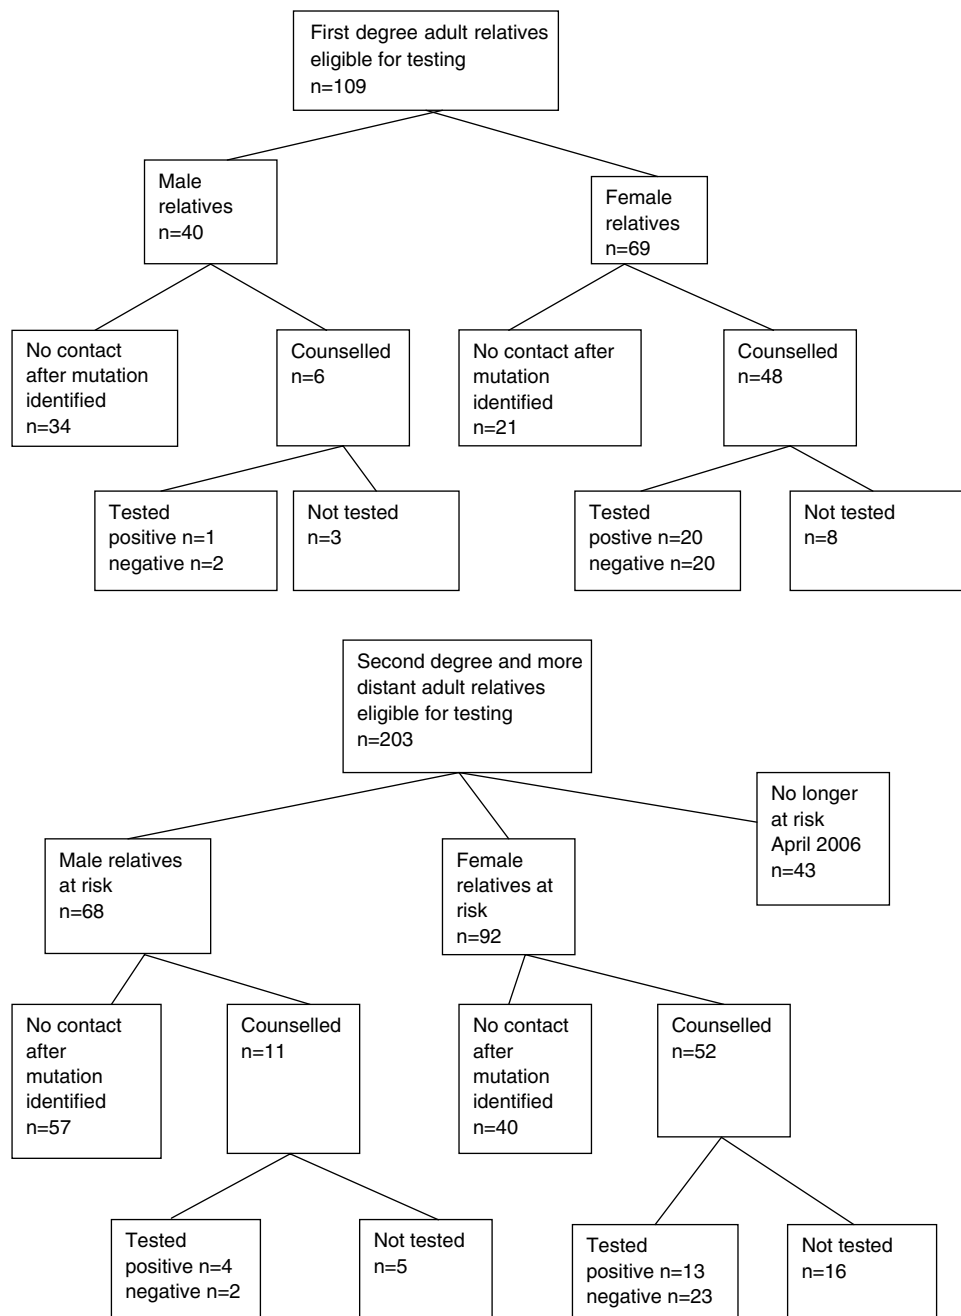 First degree adult relatives
eligible for testing
n=109
Male
relatives
n=40
Female
relatives
n=69
No contact
after mutation
identified
n=34
Counselled
n=6
No contact after
mutation
identified
n=21
Counselled
n=48
Tested
positive n=1
negative n=2
Not tested
n=3
Tested
postive n=20
negative n=20
Not tested
n=8
Second degree and more
distant adult relatives
eligible for testing
n=203
No longer
at risk
April 2006
n=43
Male relatives
at risk
n=68
Female
relatives at
risk
n=92
No contact
after
mutation
identified
n=57
Counselled
n=11
No contact
after
mutation
identified
n=40
Counselled
n=52
Tested
positive n=4
negative n=2
Not tested
n=5
Tested
positive n=13
negative n=23
Not tested
n=16